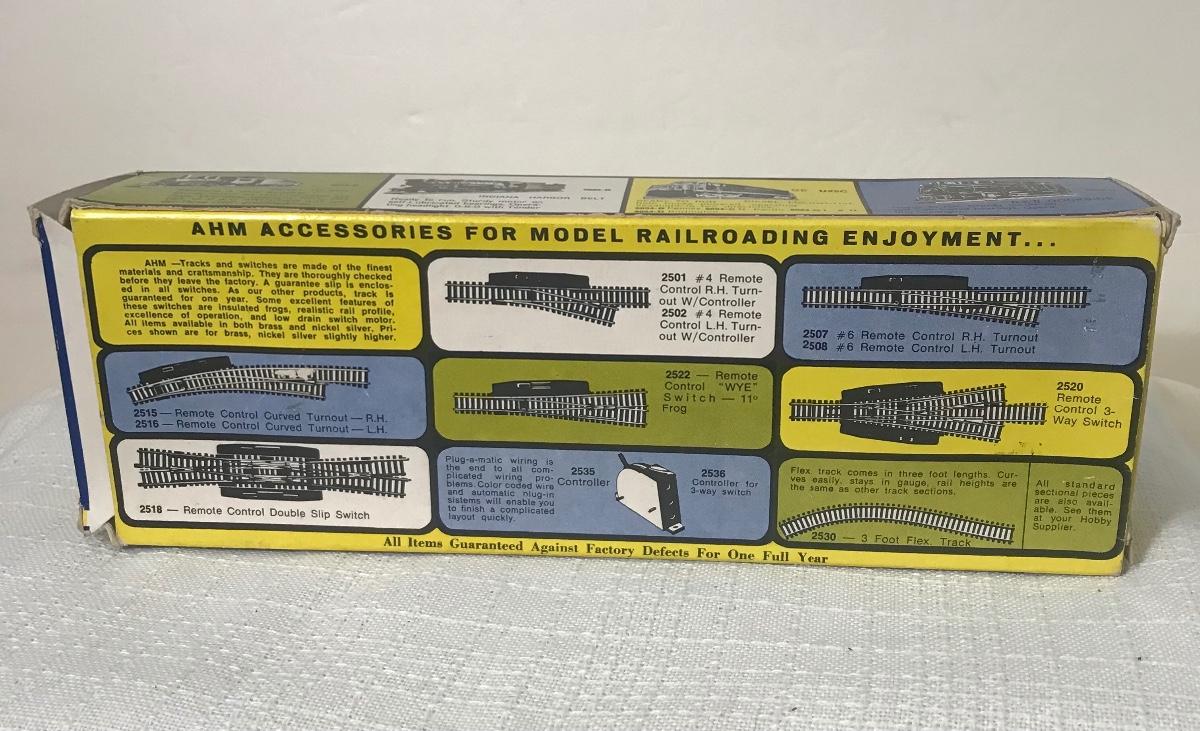 INDIANA HARBOR BELT
Ready to run. Sturdy motor on
AHM ACCESSORIES FOR MODEL RAILROADING ENJOYMENT...
AHM —Tracks and switches are made of the finest
materials and craftsmanship. They are thoroughly checked
before they leave the factory. A guarantee slip is enclos-
ed in all switches. As our other products, track is
guaranteed for one year. Some excellent features of
these switches are insulated frogs, realistic rail profile,
excellence of operation, and low drain switch motor.
All items available in both brass and nickel silver. Pri-
ces shown are for brass, nickel silver slightly higher.
2501 #4 Remote
Control R.H. Turn-
out W/Controller
2502 #4 Remote
Control L.H. Turn-
out W/Controller
2507 #6 Remote Control R.H. Turnout
2508 #6 Remote Control L.H. Turnout
2515 — Remote Control Curved Turnout — R.H.
2516 — Remote Control Curved Turnout — L.H.
2522 — Remote
Control "WYE"
Switch — 11º
Frog
2520
Remote
Control 3-
Way Switch
2518 — Remote Control Double Slip Switch
Plug-a-matic wiring is
the end to all com-
plicated wiring pro-
blems. Color coded wire
and automatic plug-in
sistems will enable you
to finish a complicated
layout quickly.
2535
Controller
2536
Controller for
3-way switch
Flex track comes in three foot lengths. Cur-
ves easily, stays in gauge, rail heights are
the same as other track sections.
2530 — 3 Foot Flex. Track
All standard
sectional pieces
are also avail-
able. See them
at your Hobby
Supplier.
All Items Guaranteed Against Factory Defects For One Full Year